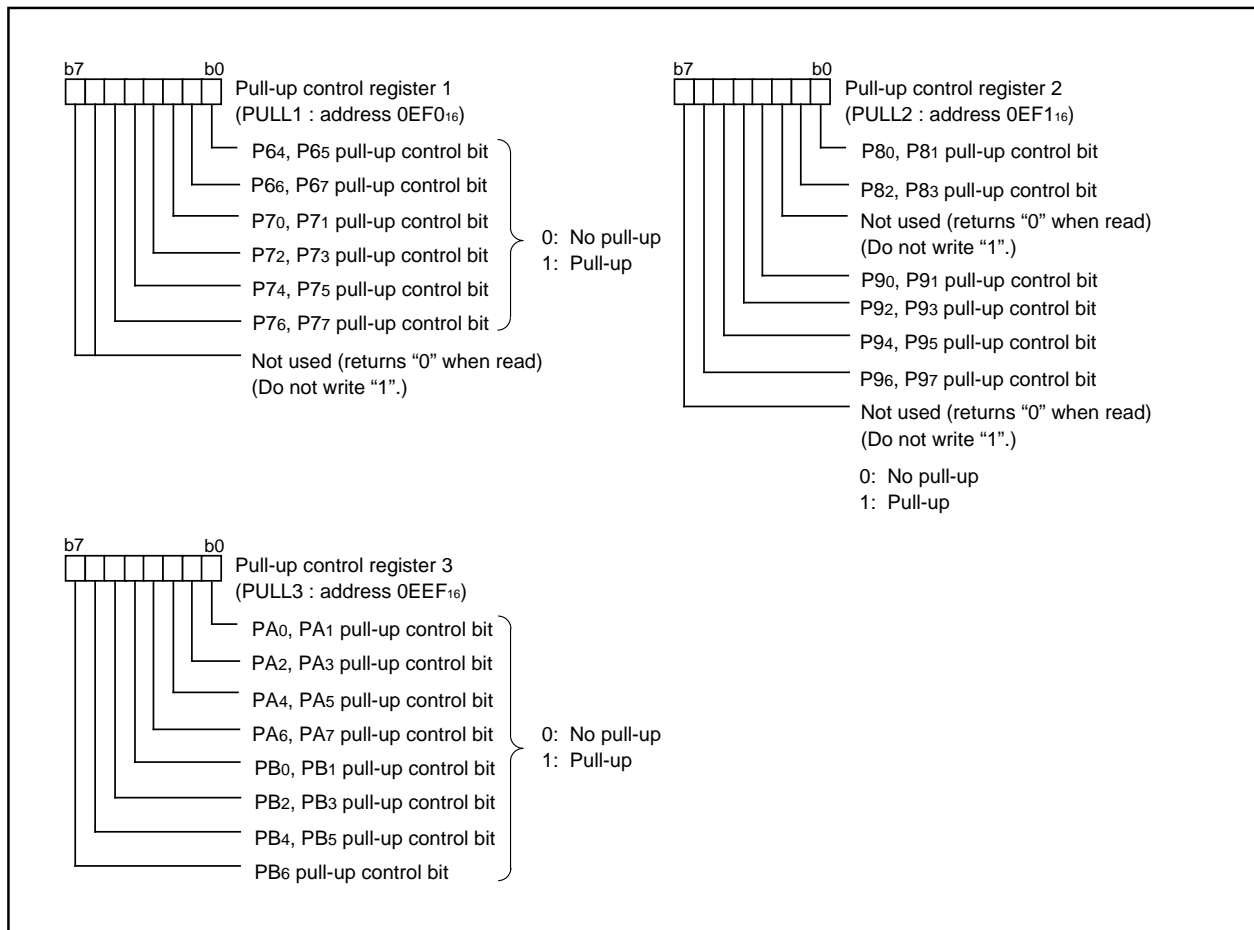 b7 b0
Pull-up control register 1
(PULL1 : address 0EF016)
P64, P65 pull-up control bit
P66, P67 pull-up control bit
P70, P71 pull-up control bit
P72, P73 pull-up control bit
P74, P75 pull-up control bit
P76, P77 pull-up control bit
0: No pull-up
1: Pull-up
Not used (returns “0” when read)
(Do not write “1”.)
b7 b0
Pull-up control register 2
(PULL2 : address 0EF116)
P80, P81 pull-up control bit
P82, P83 pull-up control bit
Not used (returns “0” when read)
(Do not write “1”.)
P90, P91 pull-up control bit
P92, P93 pull-up control bit
P94, P95 pull-up control bit
P96, P97 pull-up control bit
Not used (returns “0” when read)
(Do not write “1”.)
0: No pull-up
1: Pull-up
b7 b0
Pull-up control register 3
(PULL3 : address 0EEF16)
PA0, PA1 pull-up control bit
PA2, PA3 pull-up control bit
PA4, PA5 pull-up control bit
PA6, PA7 pull-up control bit
PB0, PB1 pull-up control bit
PB2, PB3 pull-up control bit
PB4, PB5 pull-up control bit
PB6 pull-up control bit
0: No pull-up
1: Pull-up